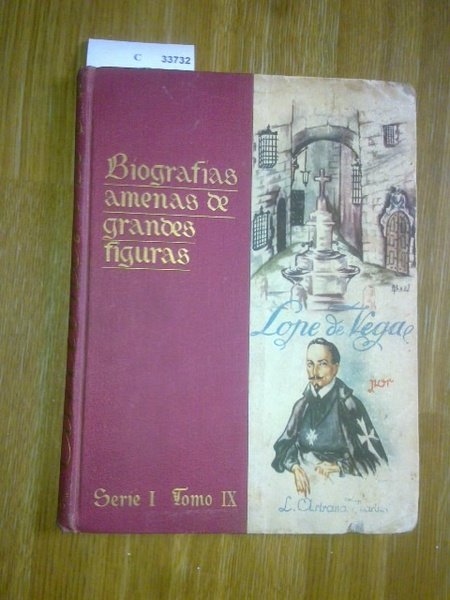 C 33732
Biografias
amenas de
grandes
figuras
Lope de Vega
por
Serie I Tomo IX
L.